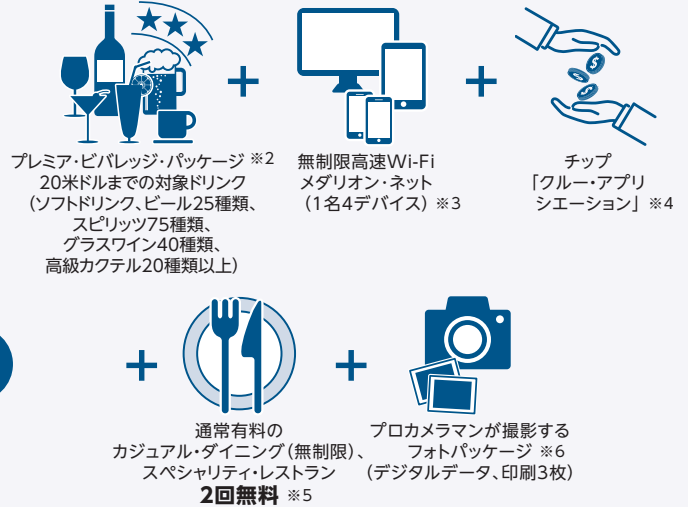 プレミア・ビバレッジ・パッケージ ※2
20米ドルまでの対象ドリンク
(ソフトドリンク、ビール25種類、
スピリッツ75種類、
グラスワイン40種類、
高級カクテル20種類以上)
無制限高速Wi-Fi
メダリオン・ネット
(1名4デバイス) ※3
チップ
「クルー・アプリ
シエーション」 ※4
通常有料の
カジュアル・ダイニング(無制限)、
スペシャリティ・レストラン
2回無料 ※5
プロカメラマンが撮影する
フォトパッケージ ※6
(デジタルデータ、印刷3枚)